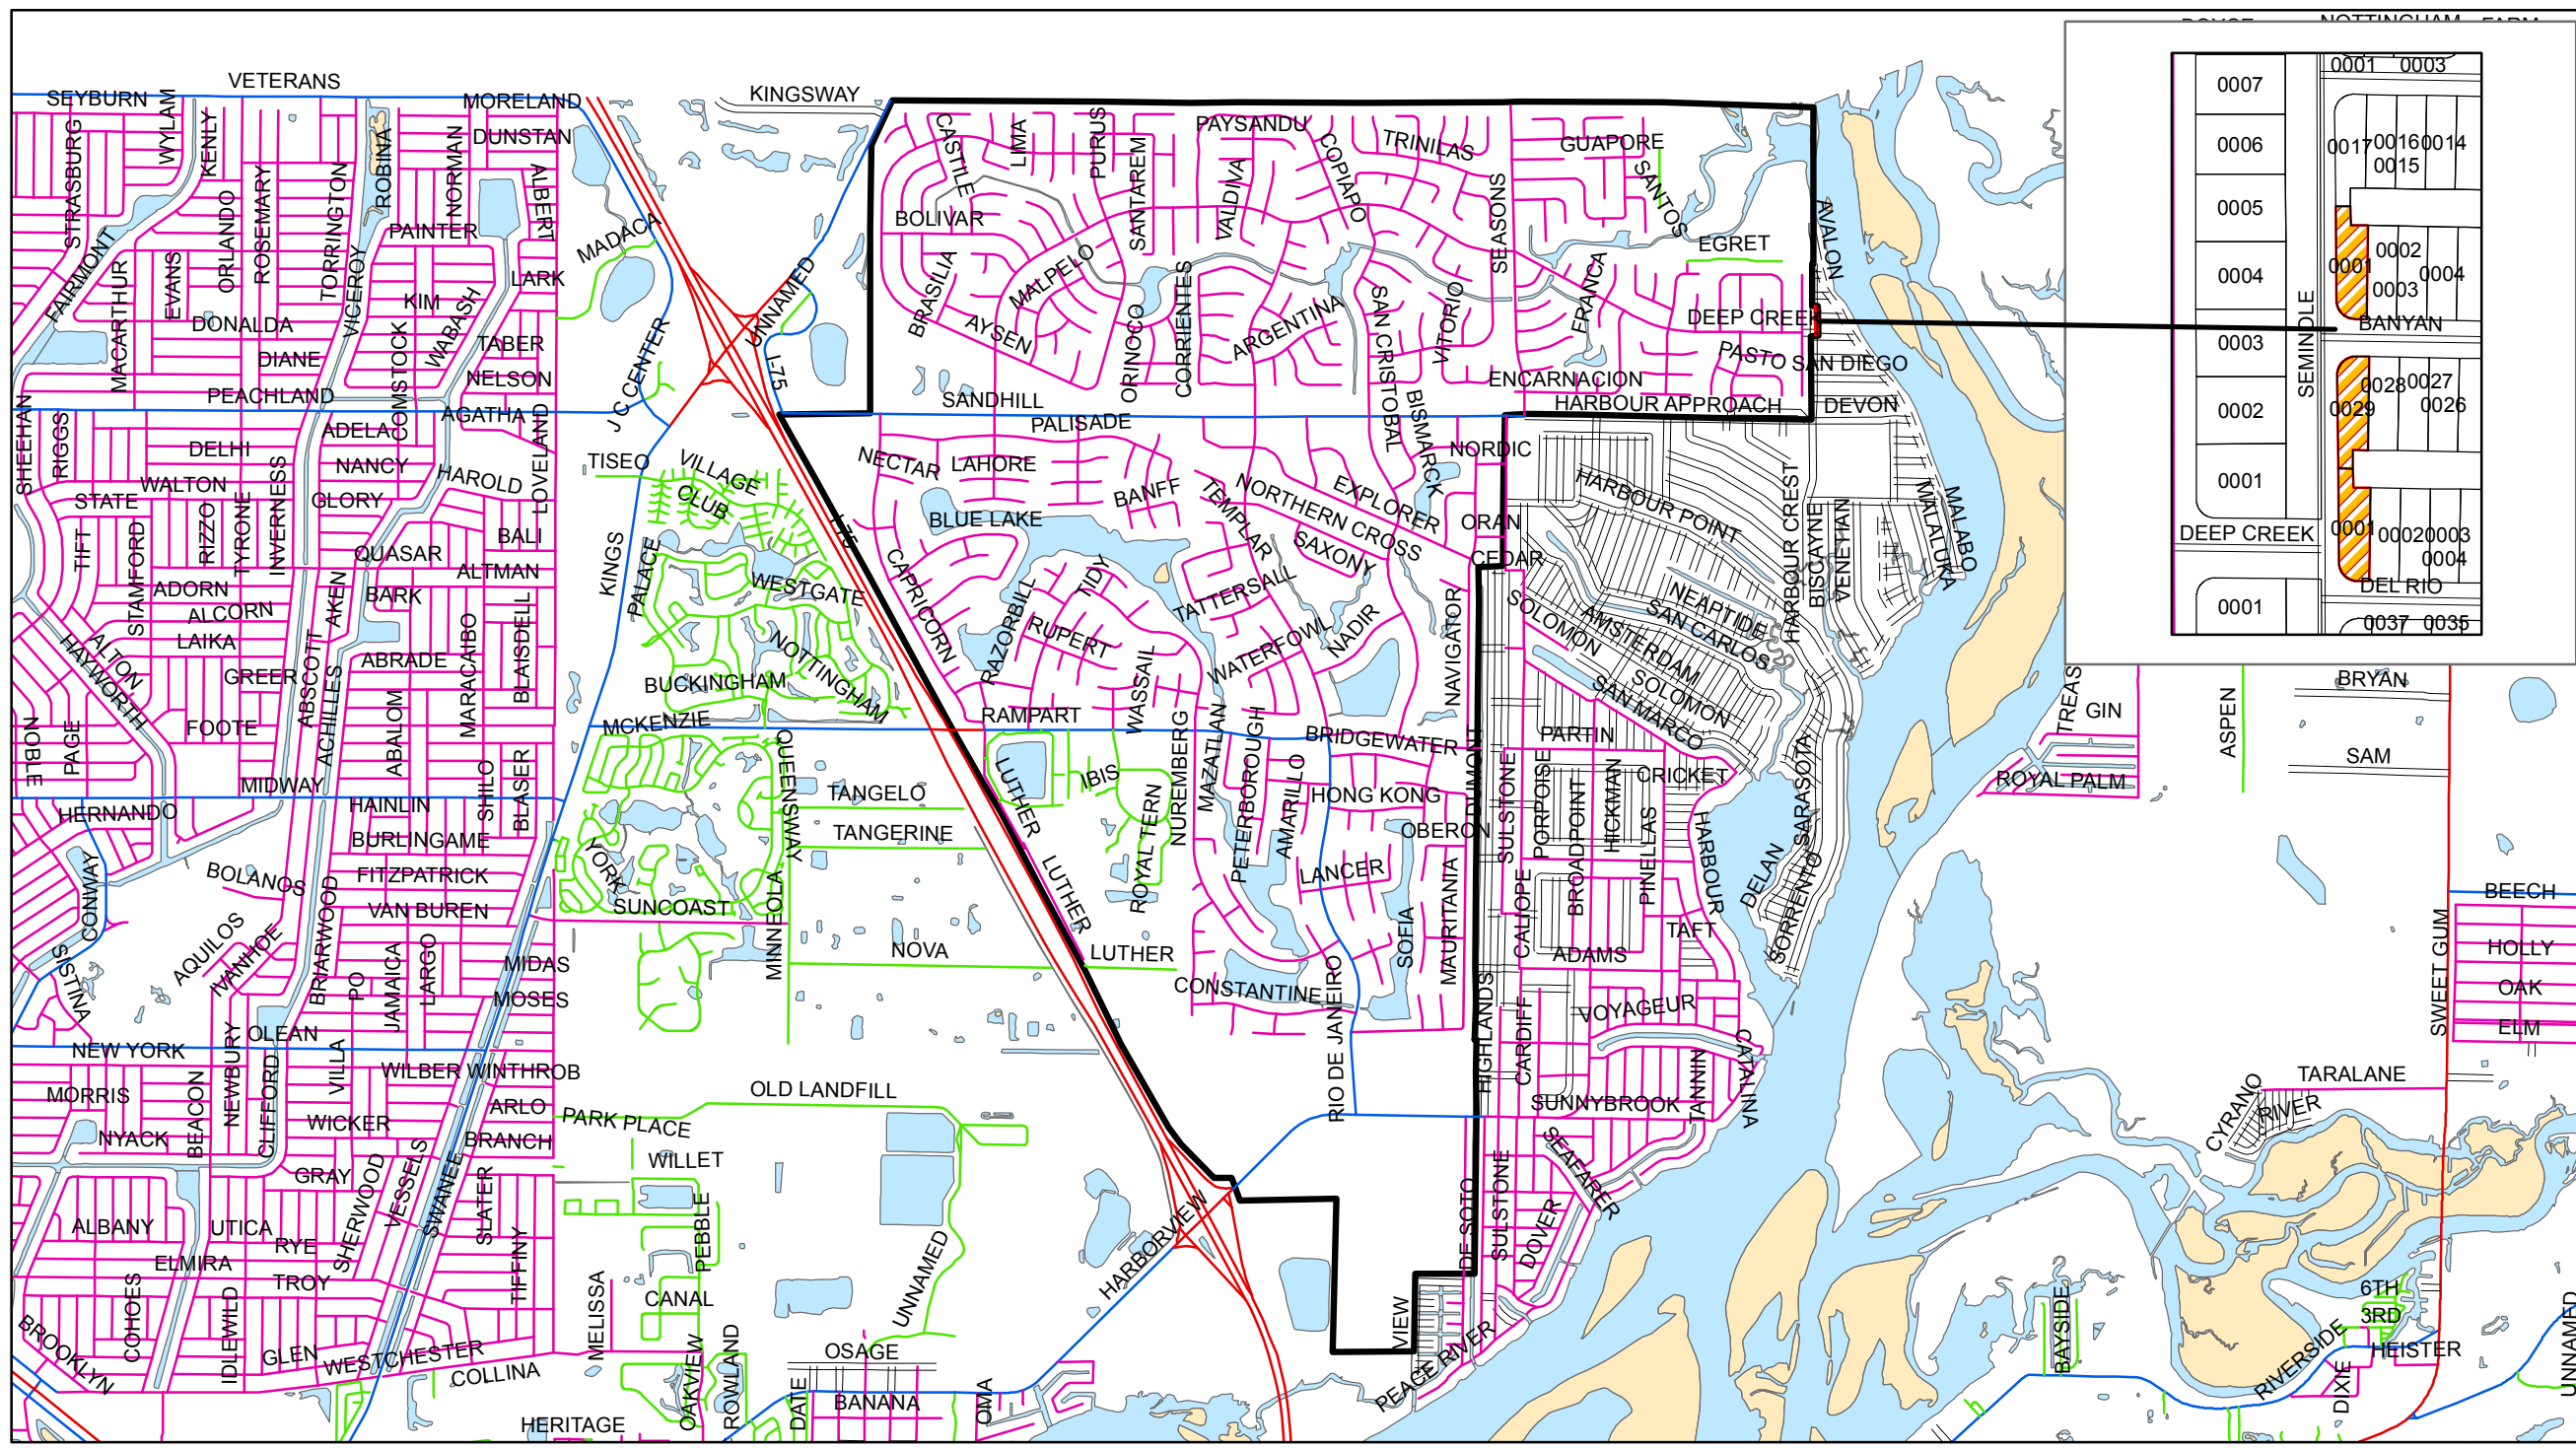 VETERANS
SEYBURN
MORELAND
KINGSWAY
DUNSTAN
STRASBURG
WYLAM
KENLY
ORLANDO
ROSEMARY
TORRINGTON
ROBINA
NORMAN
ALBERT
PAINTER
FAIRMONT
MACARTHUR
EVANS
VICEROY
KIM
WABASH
LARK
MADACA
UNNAMED
DONALDA
DIANE
PEACHLAND
COMSTOCK
TABER
NELSON
AGATHA
J C CENTER
I-75
SHEEHAN
RIGGS
DELHI
ADELA
NANCY
HAROLD
LOVELAND
WALTON
STATE
GLORY
TIFT
STAMFORD
RIZZO
TYRONE
INVERNESS
QUASAR
BALI
ALTMAN
ADORN
ALCORN
LAIKA
BARK
AKEN
ALTON
HAYWORTH
GREER
ABSCOTT
ACHILLES
ABRADE
ABALOM
MARACAIBO
BLAISDELL
NOBLE
PAGE
FOOTE
MIDWAY
HAINLIN
SHILO
BLASER
HERNANDO
BURLINGAME
CONWAY
BOLANOS
FITZPATRICK
VAN BUREN
AQUILOS
IVANHOE
BRIARWOOD
PO
JAMAICA
LARGO
MIDAS
MOSES
SISTINA
OLEAN
NEW YORK
NEWBURY
CLIFFORD
VILLA
WILBER
WINTHROB
MORRIS
BEACON
WICKER
ARLO
NYACK
BRANCH
GRAY
SHERWOOD
VESSELS
SWANEE
SLATER
ALBANY
UTICA
RYE
ELMIRA
TROY
TIFFINY
COHOES
IDLEWILD
BROOKLYN
GLEN
WESTCHESTER
COLLINA
HERITAGE
TISEO
VILLAGE
CLUB
KINGS
PALACE
I-75
WESTGATE
NOTTINGHAM
BUCKINGHAM
MCKENZIE
QUEENSWAY
TANGELO
TANGERINE
YORK
SUNCOAST
MINNEOLA
NOVA
LUTHER
LUTHER
LUTHER
OLD LANDFILL
PARK PLACE
WILLET
PEBBLE
CANAL
MELISSA
OAKVIEW
ROWLAND
UNNAMED
OSAGE
DATE
BANANA
OMA
HARBORVIEW
CASTILE
LIMA
PURUS
SANTAREM
PAYSANDU
VALDIVA
COPIAPO
TRINILAS
SEASONS
GUAPORE
SANTOS
EGRET
AVALON
BOLIVAR
BRASILIA
MALPELO
AYSEN
ORINOCO
CORRIENTES
ARGENTINA
SAN CRISTOBAL
VITORIO
FRANCA
DEEP CREEK
PASTO
SAN DIEGO
ENCARNACION
HARBOUR APPROACH
DEVON
SANDHILL
PALISADE
BISMARCK
NORDIC
NECTAR
LAHORE
BANFF
TEMPLAR
NORTHERN CROSS
EXPLORER
ORAN
SAXONY
CEDAR
BLUE LAKE
CAPRICORN
RAZORBILL
TIDY
RUPERT
TATTERSALL
WATERFOWL
NADIR
NAVIGATOR
WASSAIL
RAMPART
NUREMBERG
MAZATLAN
PETERBOROUGH
AMARILLO
BRIDGEWATER
DUMONT
IBIS
ROYAL TERN
HONG KONG
OBERON
LANCER
SOFIA
MAURITANIA
CONSTANTINE
RIO DE JANEIRO
HIGHLANDS
HARBOUR POINT
HARBOUR CREST
BISCAYNE
VENETIAN
MALALUKA
MALABO
SOLOMON
NEAPTIDE
SAN CARLOS
AMSTERDAM
SOLOMON
SAN MARCO
PARTIN
SULSTONE
PORPOISE
BROADPOINT
HICKMAN
PINELLAS
CRICKET
HARBOUR
DELAN
SARASOTA
SORRENTO
CALIOPE
TAFT
ADAMS
CARDIFF
VOYAGEUR
TANNIN
CATALINA
SUNNYBROOK
SEAFARER
DE SOTO
SULSTONE
DOVER
VIEW
PEACE RIVER
TREAS
GIN
ROYAL PALM
ASPEN
BRYAN
SAM
BEECH
SWEET GUM
HOLLY
OAK
ELM
TARALANE
CYRANO
RIVER
6TH
3RD
HEISTER
RIVERSIDE
DIXIE
BAYSIDE
UNNAMED
0007
0006
0005
0004
0003
0002
0001
DEEP CREEK
0001
SEMINDLE
0001 0003
0017
0016
0014
0015
0002
0001
0004
0003
BANYAN
0028
0027
0029
0026
0001
0002
0003
0004
DEL RIO
0037 0035